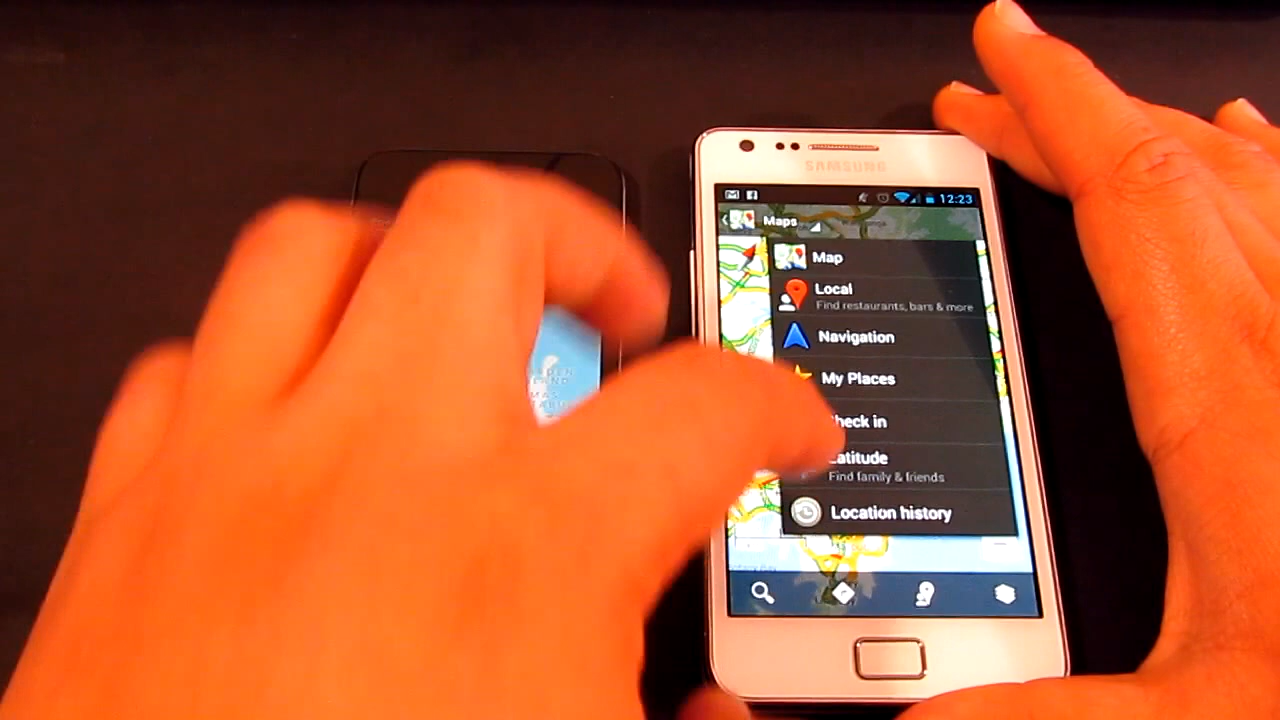 SAMSUNG
12:23
Maps
Map
Local
Find restaurants, bars & more
Navigation
My Places
heck in
Latitude
Find family & friends
Location history